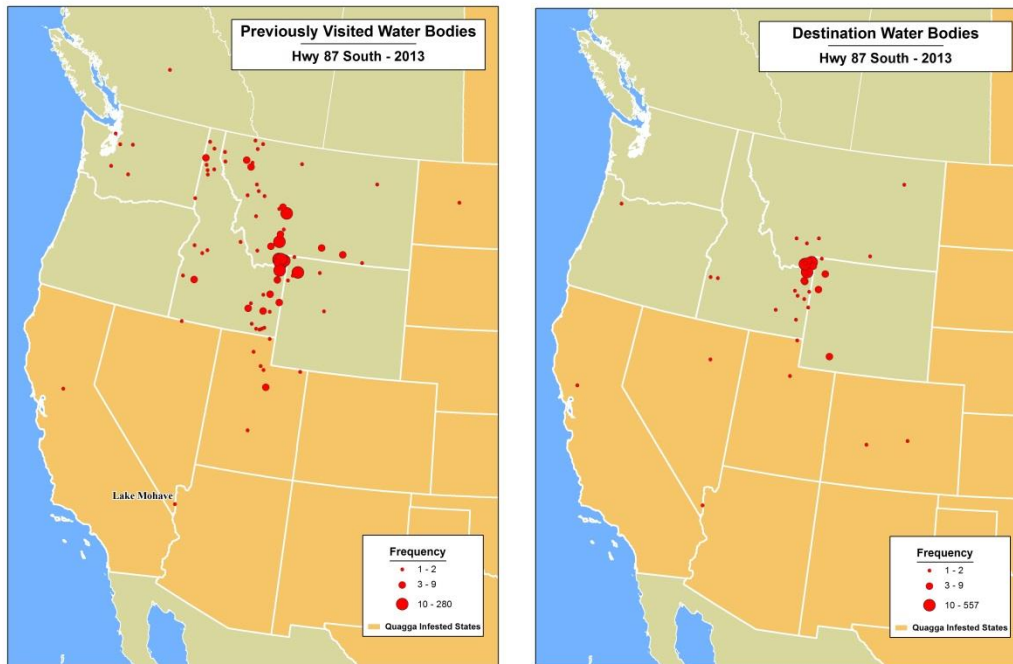 Previously Visited Water Bodies
Hwy 87 South - 2013
Lake Mohave
Frequency
1 - 2
3 - 9
10 - 280
Quagga Infested States
Destination Water Bodies
Hwy 87 South - 2013
Frequency
1 - 2
3 - 9
10 - 557
Quagga Infested States